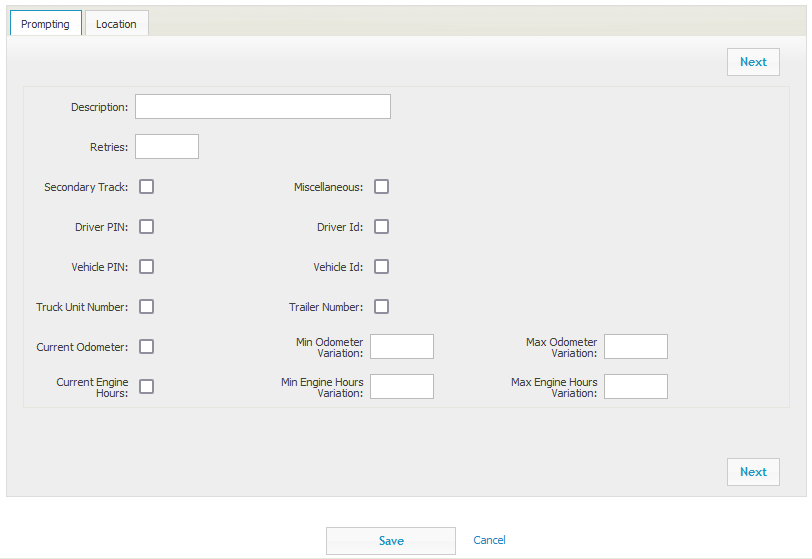 Prompting Location
Next
Description:
Retries:
Secondary Track: Miscellaneous:
Driver PIN: Driver Id:
Vehicle PIN: Vehicle Id:
Truck Unit Number: Trailer Number:
Current Odometer: Min Odometer Variation: Max Odometer Variation:
Current Engine Hours: Min Engine Hours Variation: Max Engine Hours Variation:
Next
Save Cancel